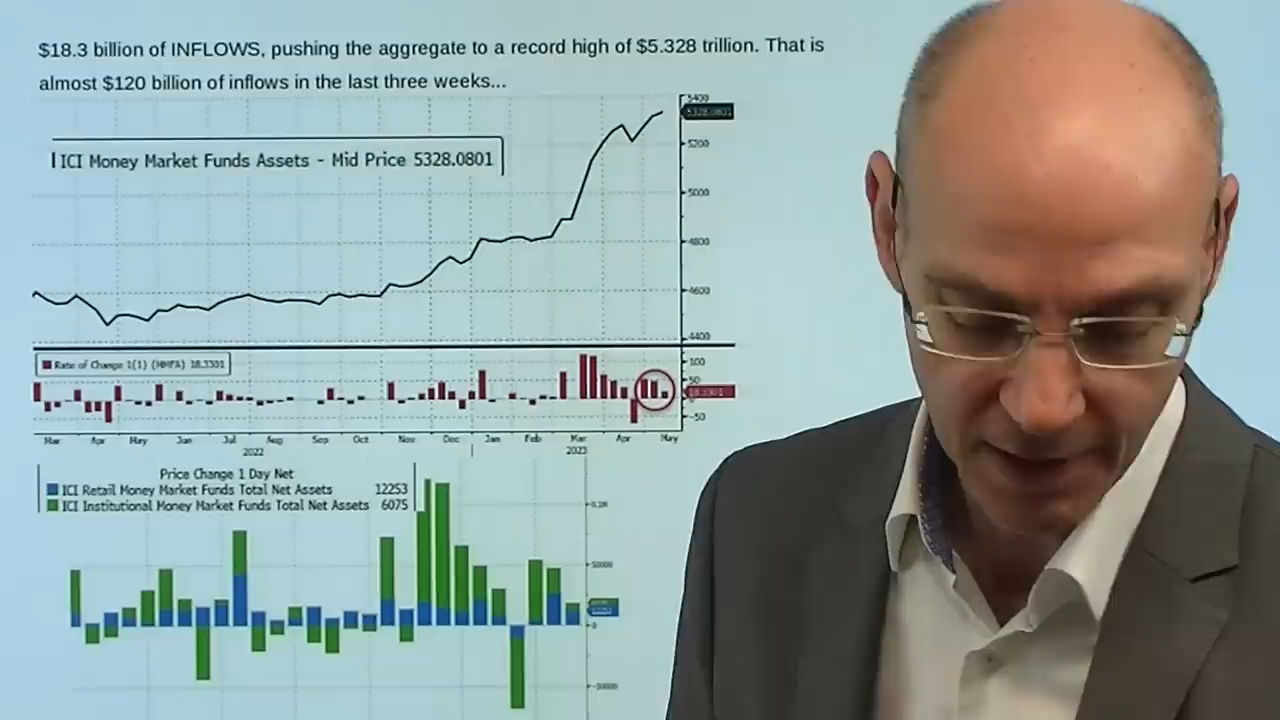 $18.3 billion of INFLOWS, pushing the aggregate to a record high of $5.328 trillion. That is
almost $120 billion of inflows in the last three weeks...
5400
5328.0801
ICI Money Market Funds Assets - Mid Price 5328.0801
5200
5000
4800
4600
4400
Rate of Change 1(1) (MMFA) 18.3301
100
50
18.3301
0
-50
Mar Apr May Jun Jul Aug Sep Oct Nov Dec Jan Feb Mar Apr May
2022 2023
Price Change 1 Day Net
ICI Retail Money Market Funds Total Net Assets 12253
ICI Institutional Money Market Funds Total Net Assets 6075
50000
12253
0
-50000